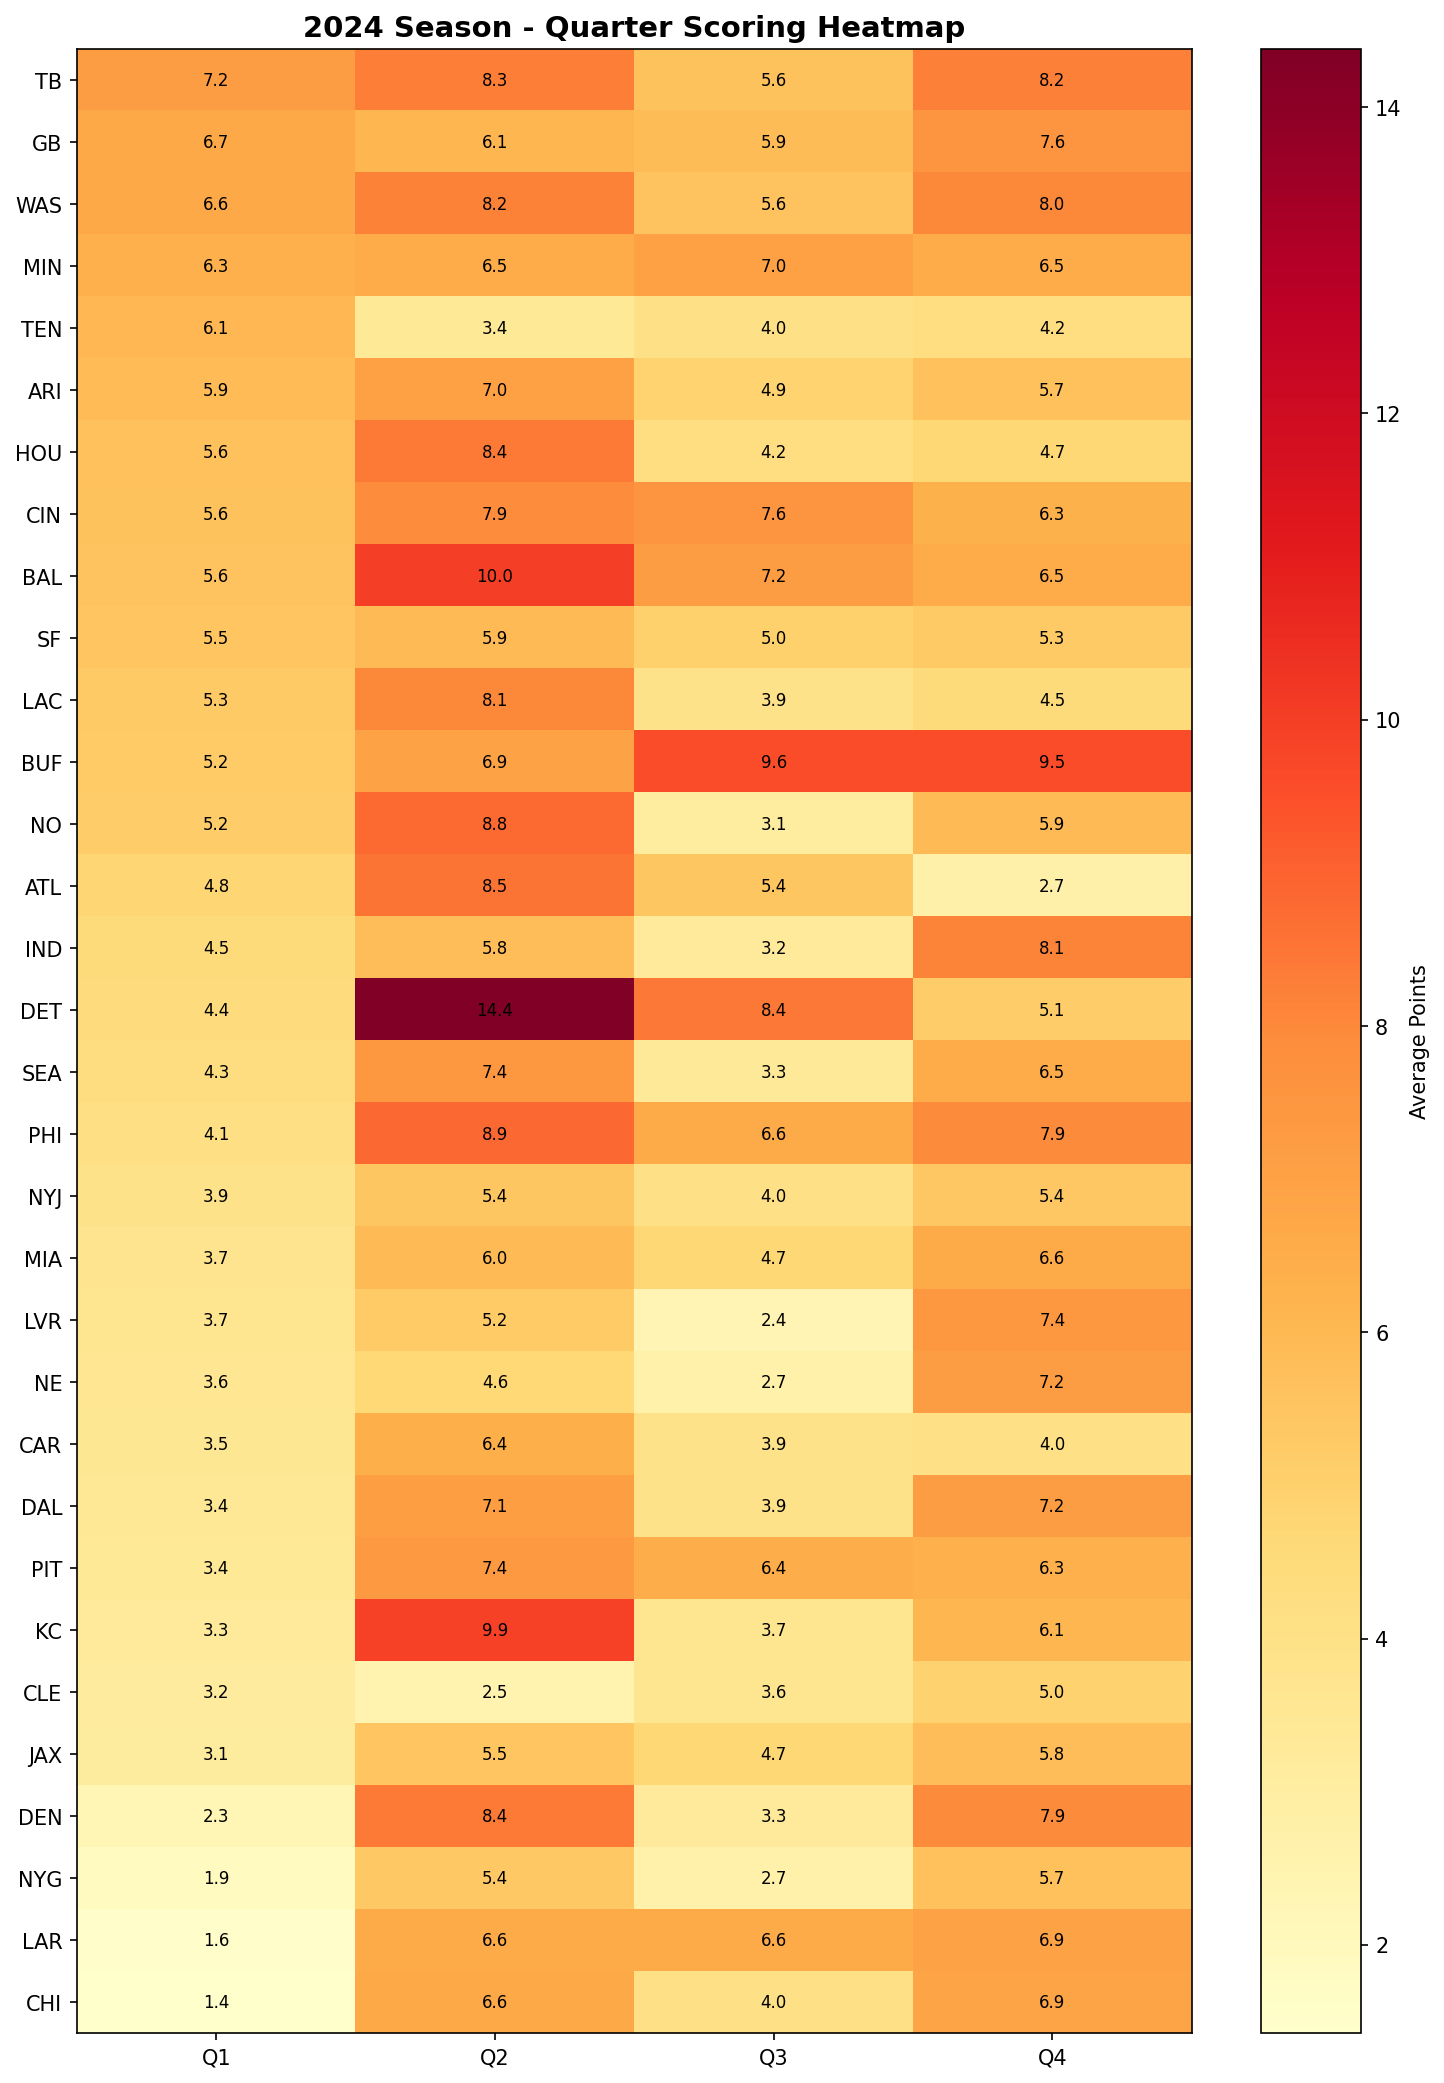 2024 Season - Quarter Scoring Heatmap
TB 7.2 8.3 5.6 8.2
GB 6.7 6.1 5.9 7.6
WAS 6.6 8.2 5.6 8.0
MIN 6.3 6.5 7.0 6.5
TEN 6.1 3.4 4.0 4.2
ARI 5.9 7.0 4.9 5.7
HOU 5.6 8.4 4.2 4.7
CIN 5.6 7.9 7.6 6.3
BAL 5.6 10.0 7.2 6.5
SF 5.5 5.9 5.0 5.3
LAC 5.3 8.1 3.9 4.5
BUF 5.2 6.9 9.6 9.5
NO 5.2 8.8 3.1 5.9
ATL 4.8 8.5 5.4 2.7
IND 4.5 5.8 3.2 8.1
DET 4.4 14.4 8.4 5.1
SEA 4.3 7.4 3.3 6.5
PHI 4.1 8.9 6.6 7.9
NYJ 3.9 5.4 4.0 5.4
MIA 3.7 6.0 4.7 6.6
LVR 3.7 5.2 2.4 7.4
NE 3.6 4.6 2.7 7.2
CAR 3.5 6.4 3.9 4.0
DAL 3.4 7.1 3.9 7.2
PIT 3.4 7.4 6.4 6.3
KC 3.3 9.9 3.7 6.1
CLE 3.2 2.5 3.6 5.0
JAX 3.1 5.5 4.7 5.8
DEN 2.3 8.4 3.3 7.9
NYG 1.9 5.4 2.7 5.7
LAR 1.6 6.6 6.6 6.9
CHI 1.4 6.6 4.0 6.9
Q1 Q2 Q3 Q4
14
12
10
8
6
4
2
Average Points